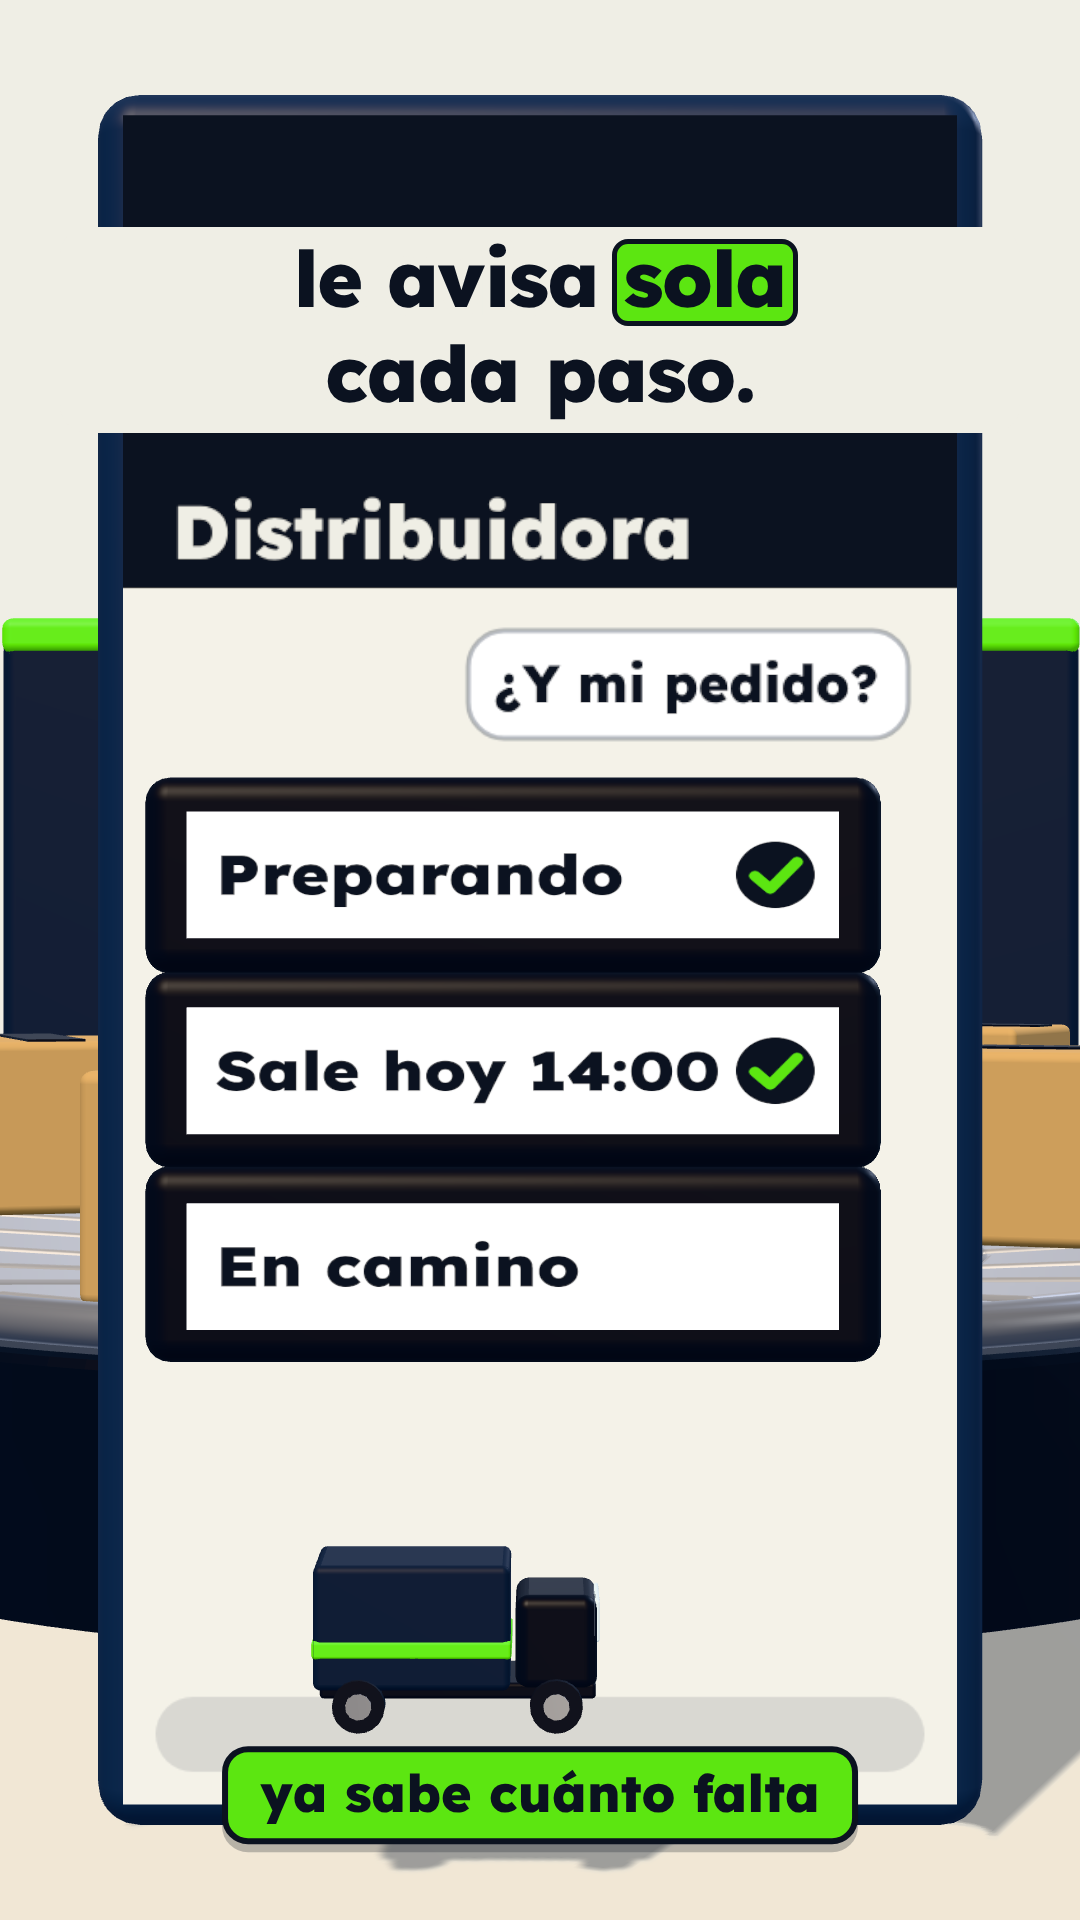 le avisa sola
cada paso.
Distribuidora
¿Y mi pedido?
Preparando
Sale hoy 14:00
En camino
ya sabe cuánto falta